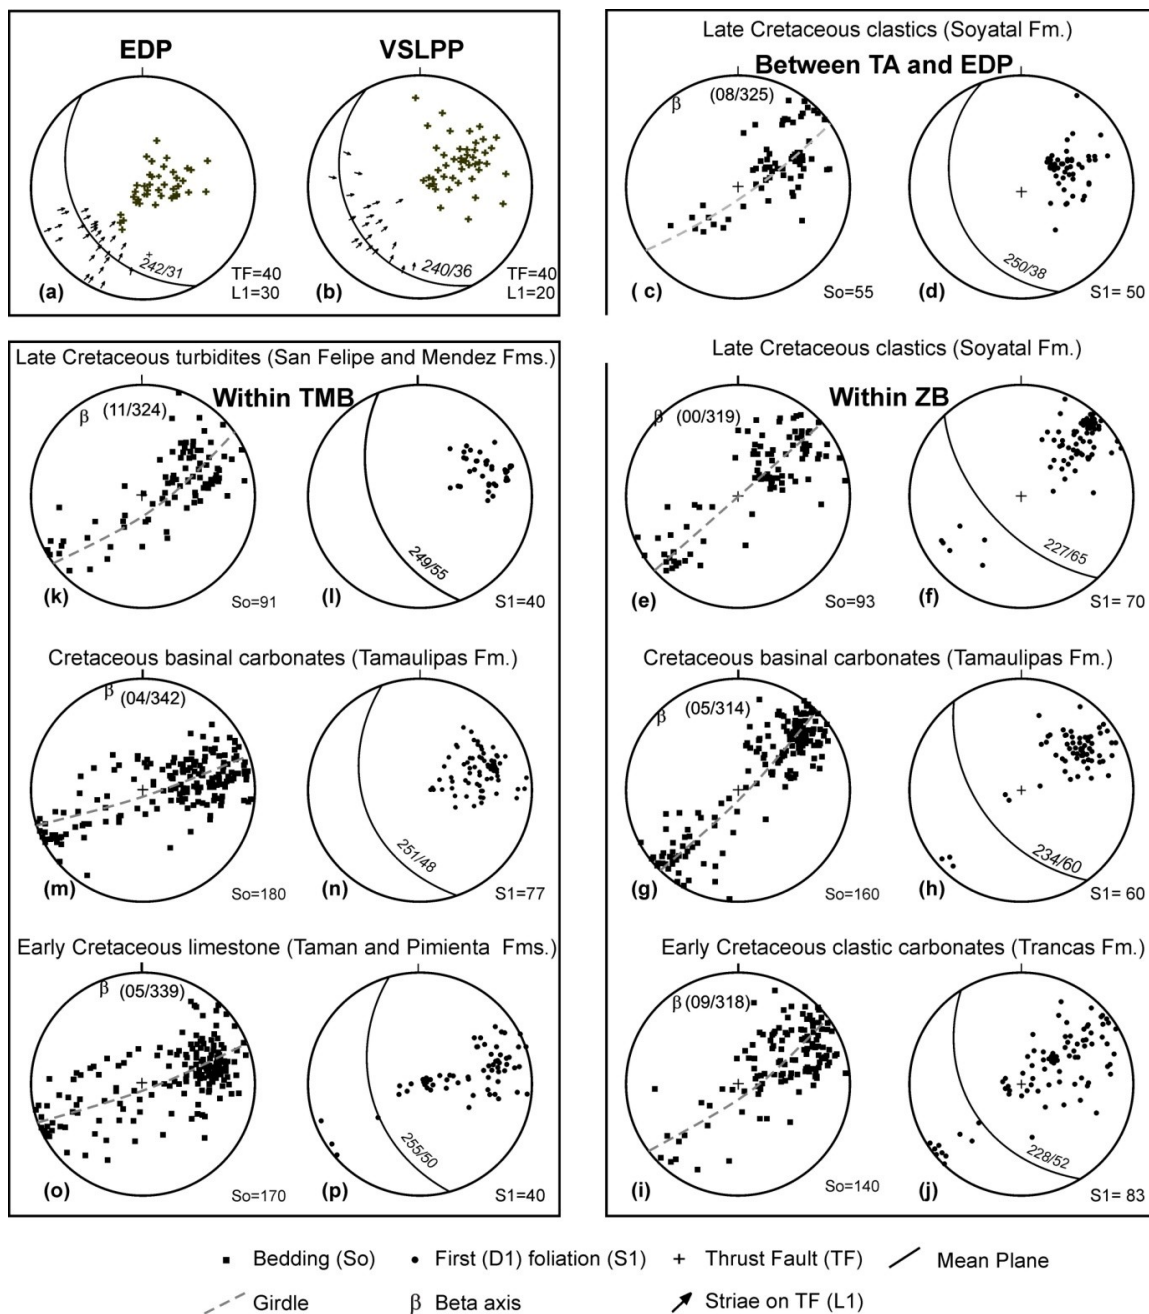 EDP
VSLPP
242/31
(a)
TF=40
L1=30
240/36
(b)
TF=40
L1=20
Late Cretaceous clastics (Soyatal Fm.)
Between TA and EDP
β (08/325)
( c)
So=55
250/38
(d)
S1= 50
Late Cretaceous turbidites (San Felipe and Mendez Fms.)
Within TMB
β (11/324)
(k)
So=91
249/55
(l)
S1=40
Cretaceous basinal carbonates (Tamaulipas Fm.)
β (04/342)
(m)
So=180
251/48
(n)
S1=77
Early Cretaceous limestone (Taman and Pimienta Fms.)
β (05/339)
(o)
So=170
255/50
(p)
S1=40
Late Cretaceous clastics (Soyatal Fm.)
Within ZB
β (00/319)
(e)
So=93
227/65
(f)
S1= 70
Cretaceous basinal carbonates (Tamaulipas Fm.)
β (05/314)
(g)
So=160
234/60
(h)
S1= 60
Early Cretaceous clastic carbonates (Trancas Fm.)
β (09/318)
(i)
So=140
228/52
(j)
S1= 83
Bedding (So)
First (D1) foliation (S1)
Thrust Fault (TF)
Mean Plane
Girdle
β Beta axis
Striae on TF (L1)